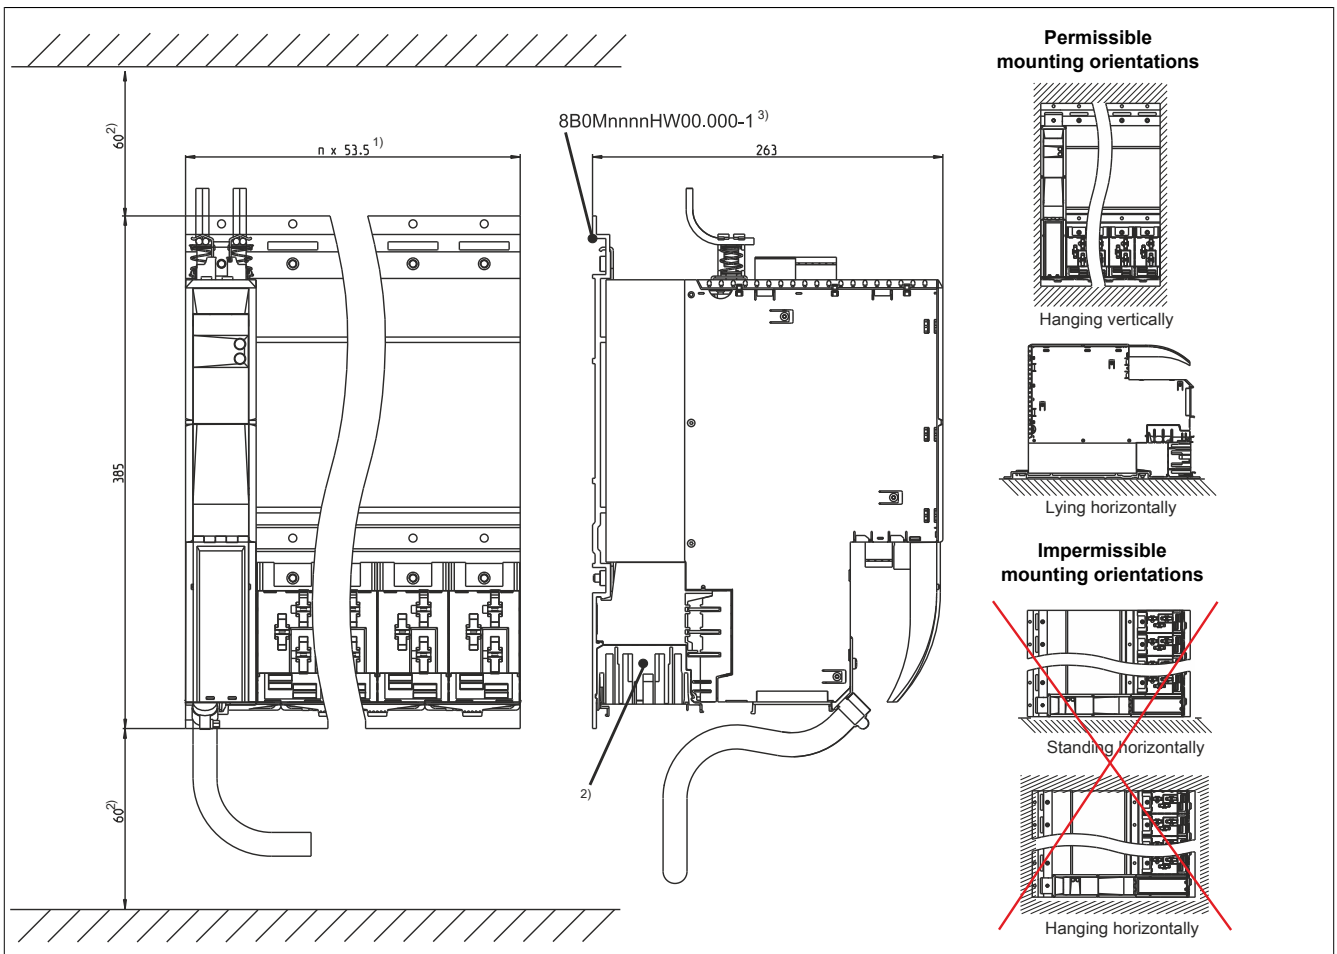 Permissible
mounting orientations
8B0MnnnnHW00.000-1 3)
60 2)
n x 53.5 1)
263
Hanging vertically
385
Lying horizontally
Impermissible
mounting orientations
Standing horizontally
2)
60 2)
Hanging horizontally